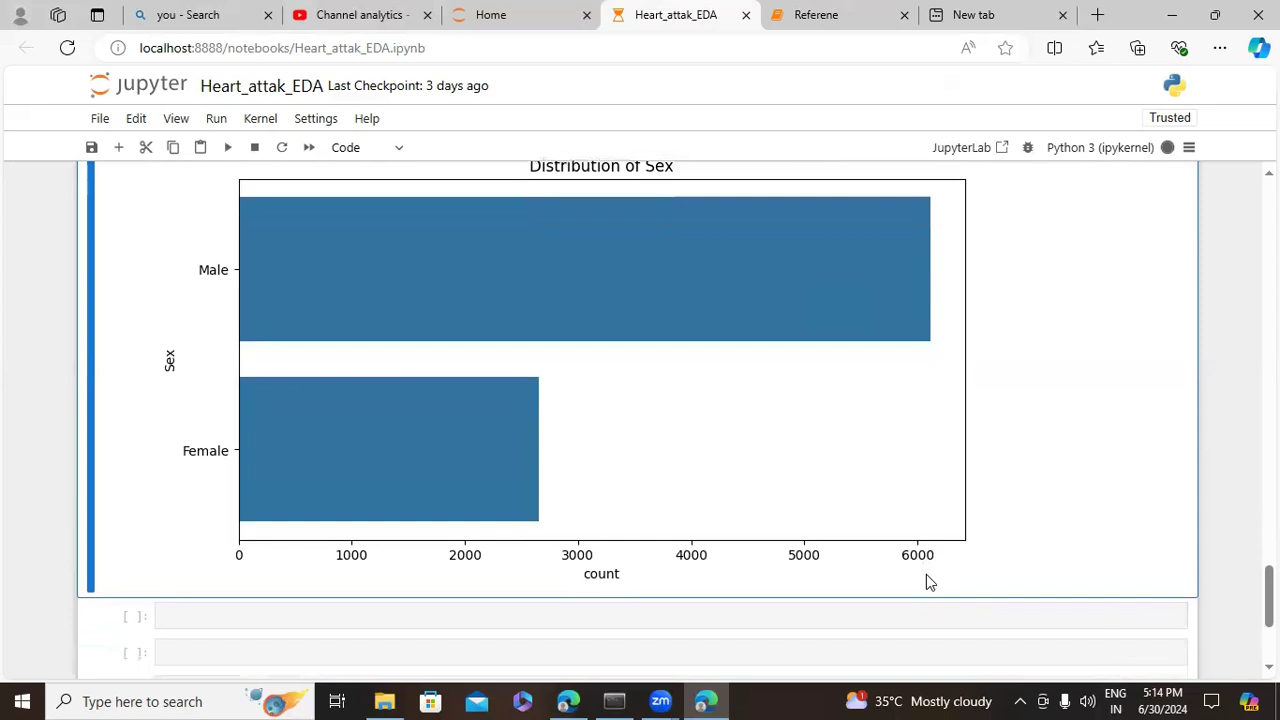 you - Search
Channel analytics -
Home
Heart_attak_EDA
Referene
New tab
localhost:8888/notebooks/Heart_attak_EDA.ipynb
jupyter Heart_attak_EDA Last Checkpoint: 3 days ago
File Edit View Run Kernel Settings Help
Trusted
Code
JupyterLab
Python 3 (ipykernel)
Distribution of Sex
Male
Sex
Female
0 1000 2000 3000 4000 5000 6000
count
[ ]:
[ ]:
Type here to search
35°C Mostly cloudy
ENG
IN
5:14 PM
6/30/2024